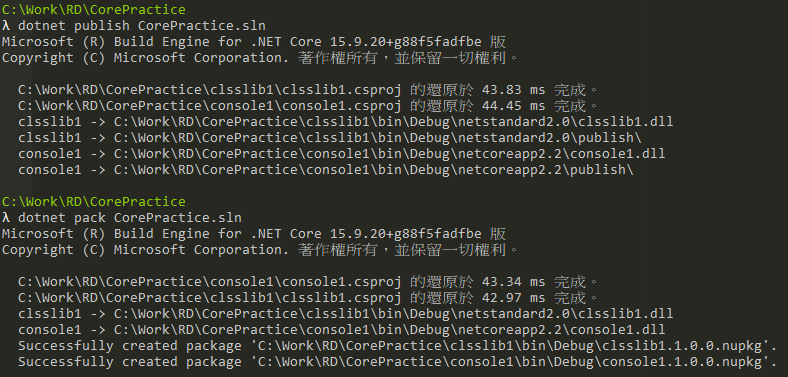 C:\Work\RD\CorePractice
λ dotnet publish CorePractice.sln
Microsoft (R) Build Engine for .NET Core 15.9.20+g88f5fadfbe 版
Copyright (C) Microsoft Corporation. 著作權所有，並保留一切權利。
C:\Work\RD\CorePractice\clsslib1\clsslib1.csproj 的還原於 43.83 ms 完成。
C:\Work\RD\CorePractice\console1\console1.csproj 的還原於 44.45 ms 完成。
clsslib1 -> C:\Work\RD\CorePractice\clsslib1\bin\Debug\netstandard2.0\clsslib1.dll
clsslib1 -> C:\Work\RD\CorePractice\clsslib1\bin\Debug\netstandard2.0\publish\
console1 -> C:\Work\RD\CorePractice\console1\bin\Debug\netcoreapp2.2\console1.dll
console1 -> C:\Work\RD\CorePractice\console1\bin\Debug\netcoreapp2.2\publish\
C:\Work\RD\CorePractice
λ dotnet pack CorePractice.sln
Microsoft (R) Build Engine for .NET Core 15.9.20+g88f5fadfbe 版
Copyright (C) Microsoft Corporation. 著作權所有，並保留一切權利。
C:\Work\RD\CorePractice\console1\console1.csproj 的還原於 43.34 ms 完成。
C:\Work\RD\CorePractice\clsslib1\clsslib1.csproj 的還原於 42.97 ms 完成。
clsslib1 -> C:\Work\RD\CorePractice\clsslib1\bin\Debug\netstandard2.0\clsslib1.dll
console1 -> C:\Work\RD\CorePractice\console1\bin\Debug\netcoreapp2.2\console1.dll
Successfully created package 'C:\Work\RD\CorePractice\clsslib1\bin\Debug\clsslib1.1.0.0.nupkg'.
Successfully created package 'C:\Work\RD\CorePractice\console1\bin\Debug\console1.1.0.0.nupkg'.